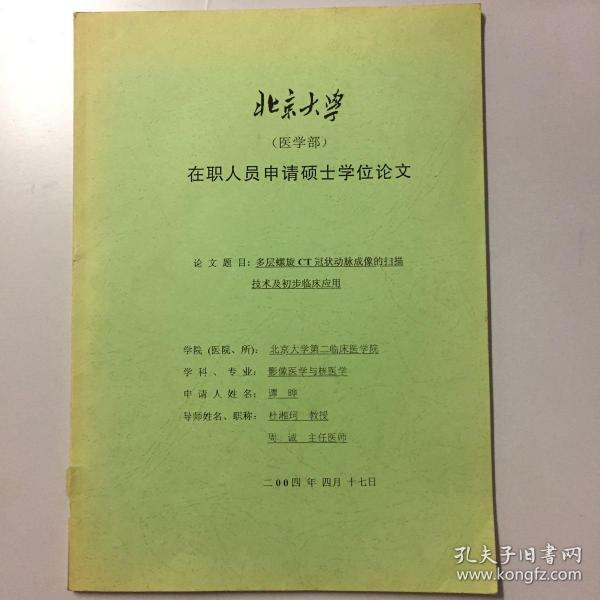 北京大学
（医学部）
在职人员申请硕士学位论文
论文题目：多层螺旋CT冠状动脉成像的扫描
技术及初步临床应用
学院（医院、所）：北京大学第二临床医学院
学科、专业：影像医学与核医学
申请人姓名：谭晔
导师姓名、职称：杜湘珂 教授
周诚 主任医师
二00四年四月十七日
孔夫子旧书网
www.kongfz.com